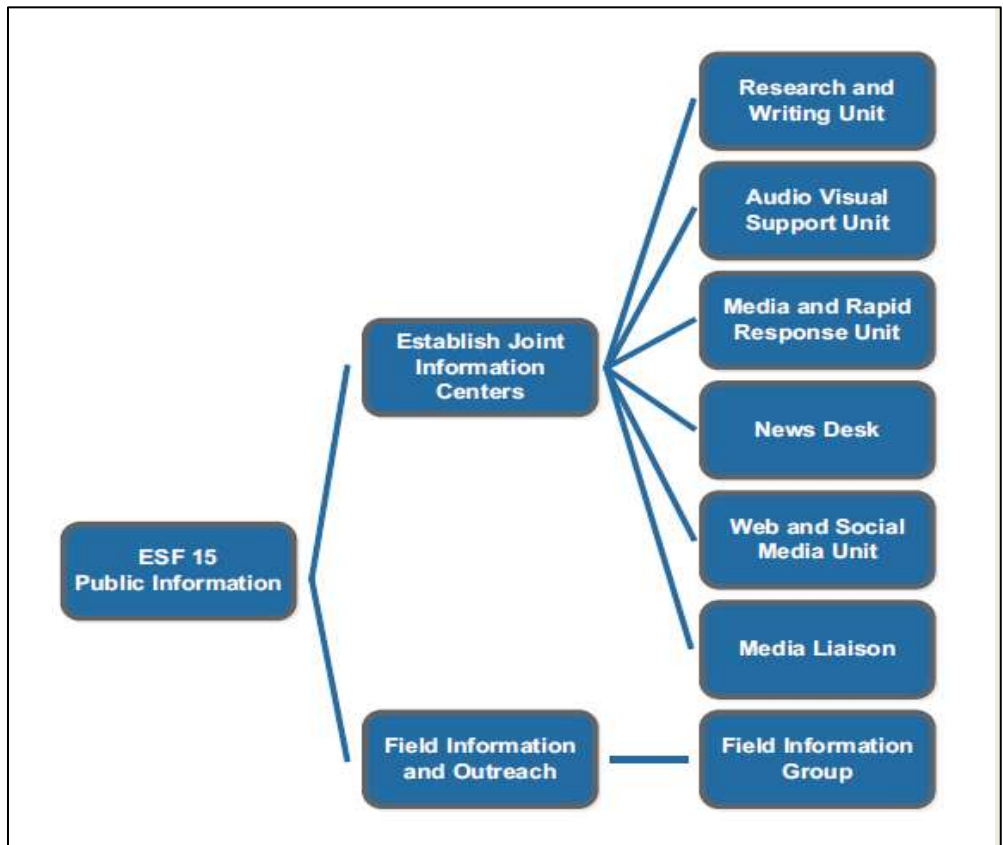 ESF 15
Public Information
Establish Joint
Information
Centers
Research and
Writing Unit
Audio Visual
Support Unit
Media and Rapid
Response Unit
News Desk
Web and Social
Media Unit
Media Liaison
Field Information
and Outreach
Field Information
Group